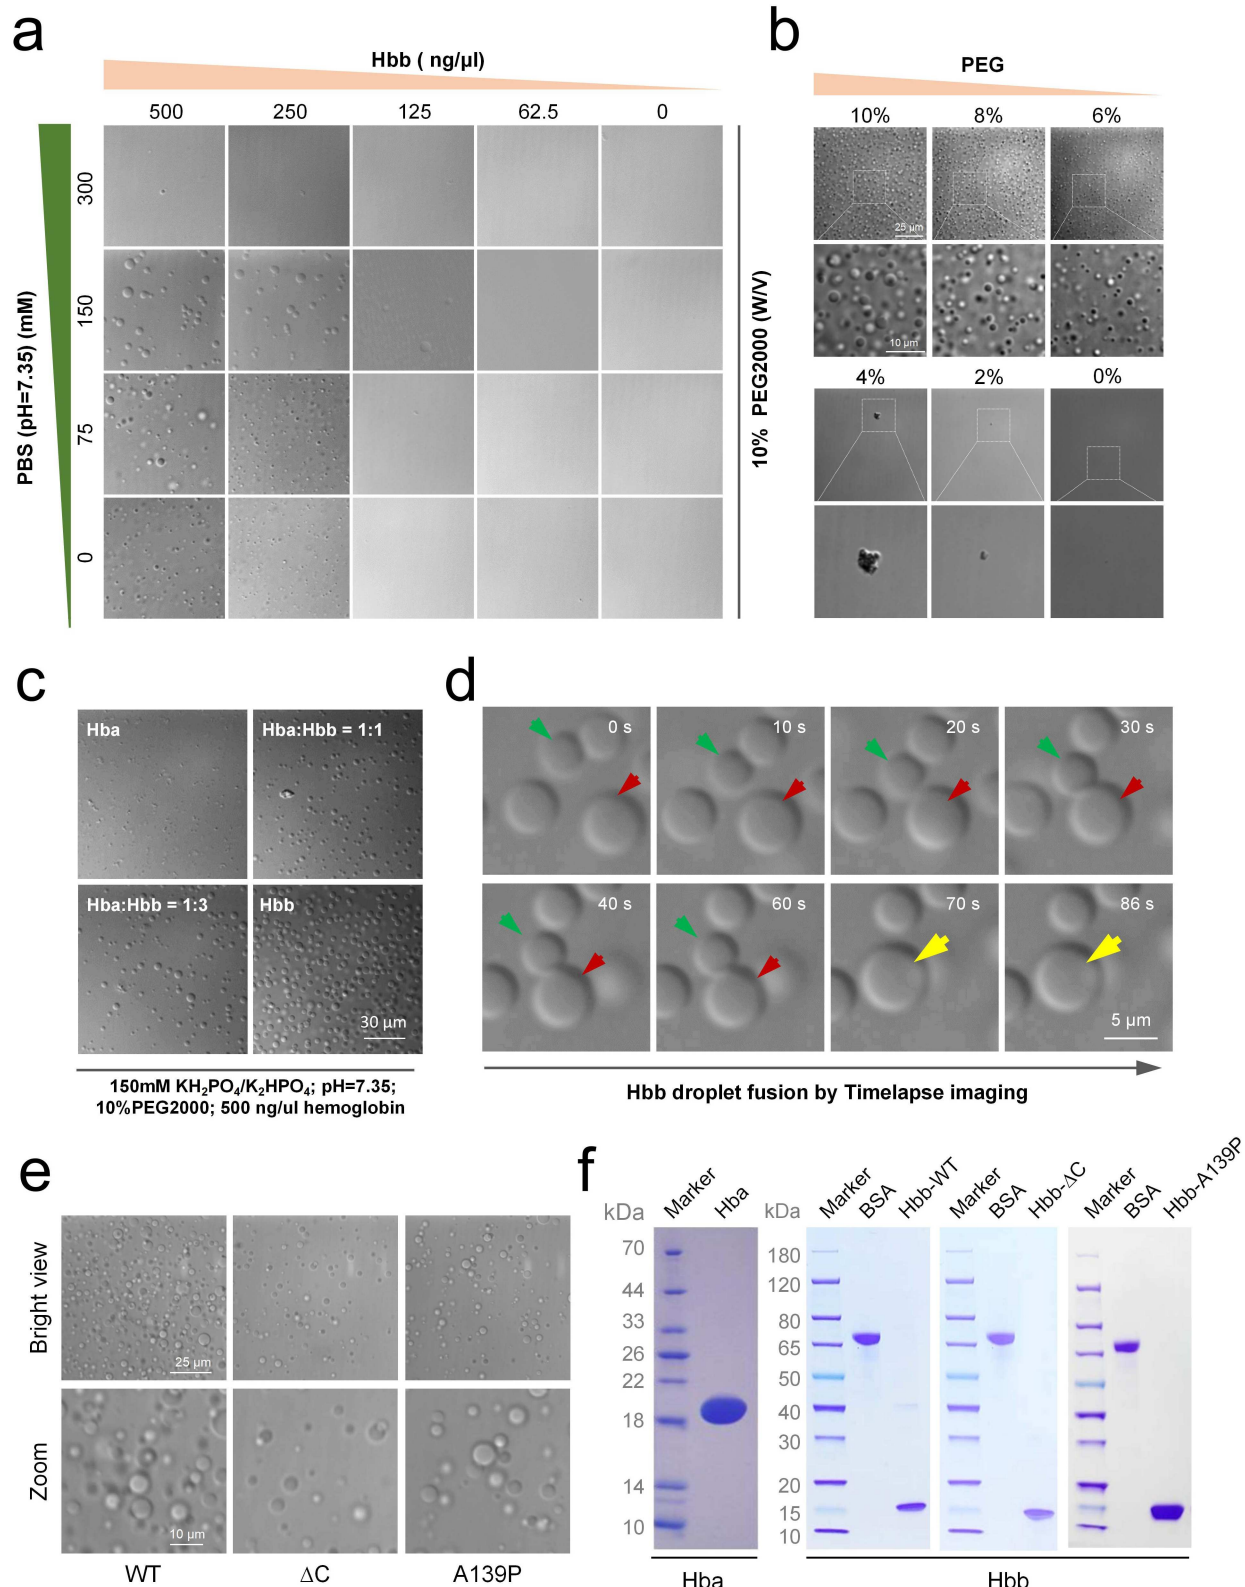 a
Hbb ( ng/µl)
500 250 125 62.5 0
PBS (pH=7.35) (mM)
300
150
75
0
10% PEG2000 (W/V)
b
PEG
10% 8% 6%
25 µm
10 µm
4% 2% 0%
c
Hba
Hba:Hbb = 1:1
Hba:Hbb = 1:3
Hbb
30 µm
150mM KH₂PO₄/K₂HPO₄; pH=7.35;
10%PEG2000; 500 ng/ul hemoglobin
d
0 s 10 s 20 s 30 s
40 s 60 s 70 s 86 s
5 µm
Hbb droplet fusion by Timelapse imaging
e
Bright view
25 µm
Zoom
10 µm
WT ΔC A139P
f
kDa
Marker Hba
70
44
33
26
22
18
14
10
Hba
kDa
Marker BSA Hbb-WT Marker BSA Hbb-ΔC Marker BSA Hbb-A139P
180
120
80
65
50
40
30
20
15
10
Hbb